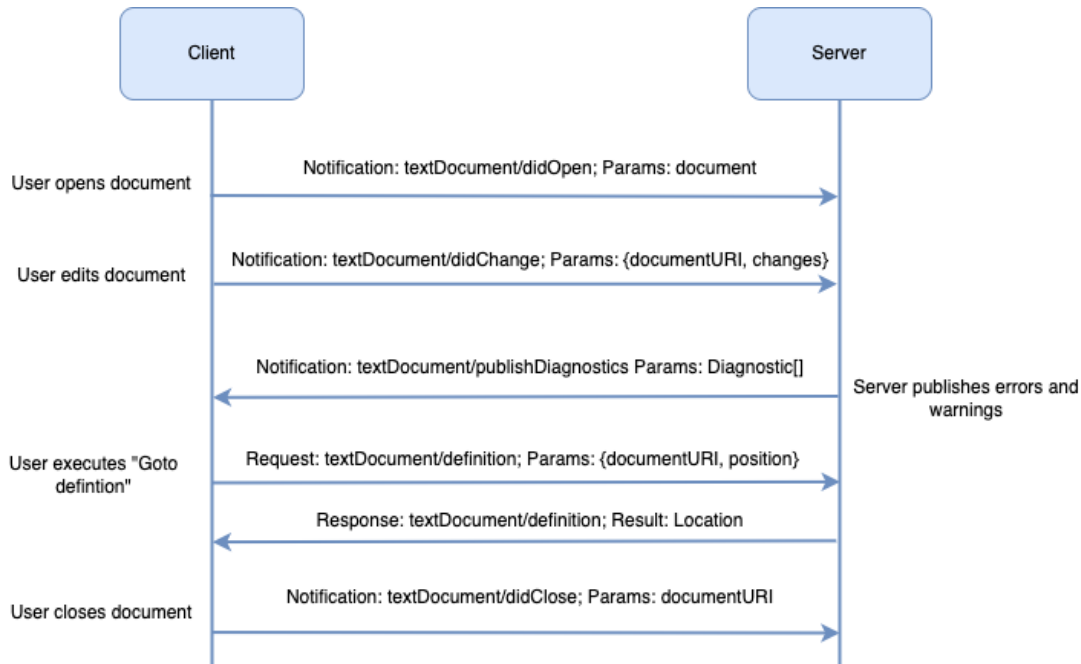 Client
Server
Notification: textDocument/didOpen; Params: document
User opens document
Notification: textDocument/didChange; Params: {documentURI, changes}
User edits document
Notification: textDocument/publishDiagnostics Params: Diagnostic[]
Server publishes errors and
warnings
User executes "Goto
defintion"
Request: textDocument/definition; Params: {documentURI, position}
Response: textDocument/definition; Result: Location
Notification: textDocument/didClose; Params: documentURI
User closes document